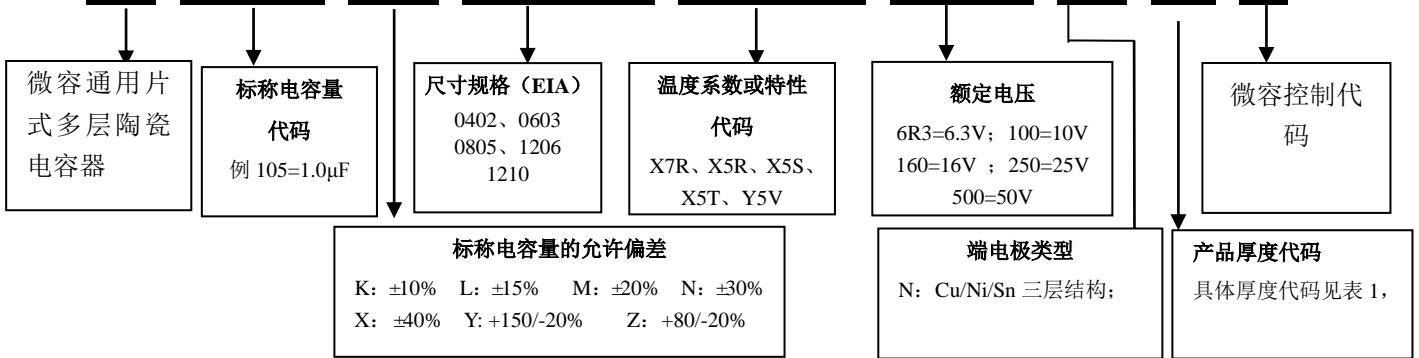 微容通用片
式多层陶瓷
电容器
标称电容量
代码
例 105=1.0μF
尺寸规格（EIA）
0402、0603
0805、1206
1210
温度系数或特性
代码
X7R、X5R、X5S、
X5T、Y5V
额定电压
6R3=6.3V；100=10V
160=16V ；250=25V
500=50V
微容控制代
码
标称电容量的允许偏差
K：±10% L：±15% M：±20% N：±30%
X： ±40% Y: +150/-20% Z：+80/-20%
端电极类型
N：Cu/Ni/Sn 三层结构；
产品厚度代码
具体厚度代码见表 1，